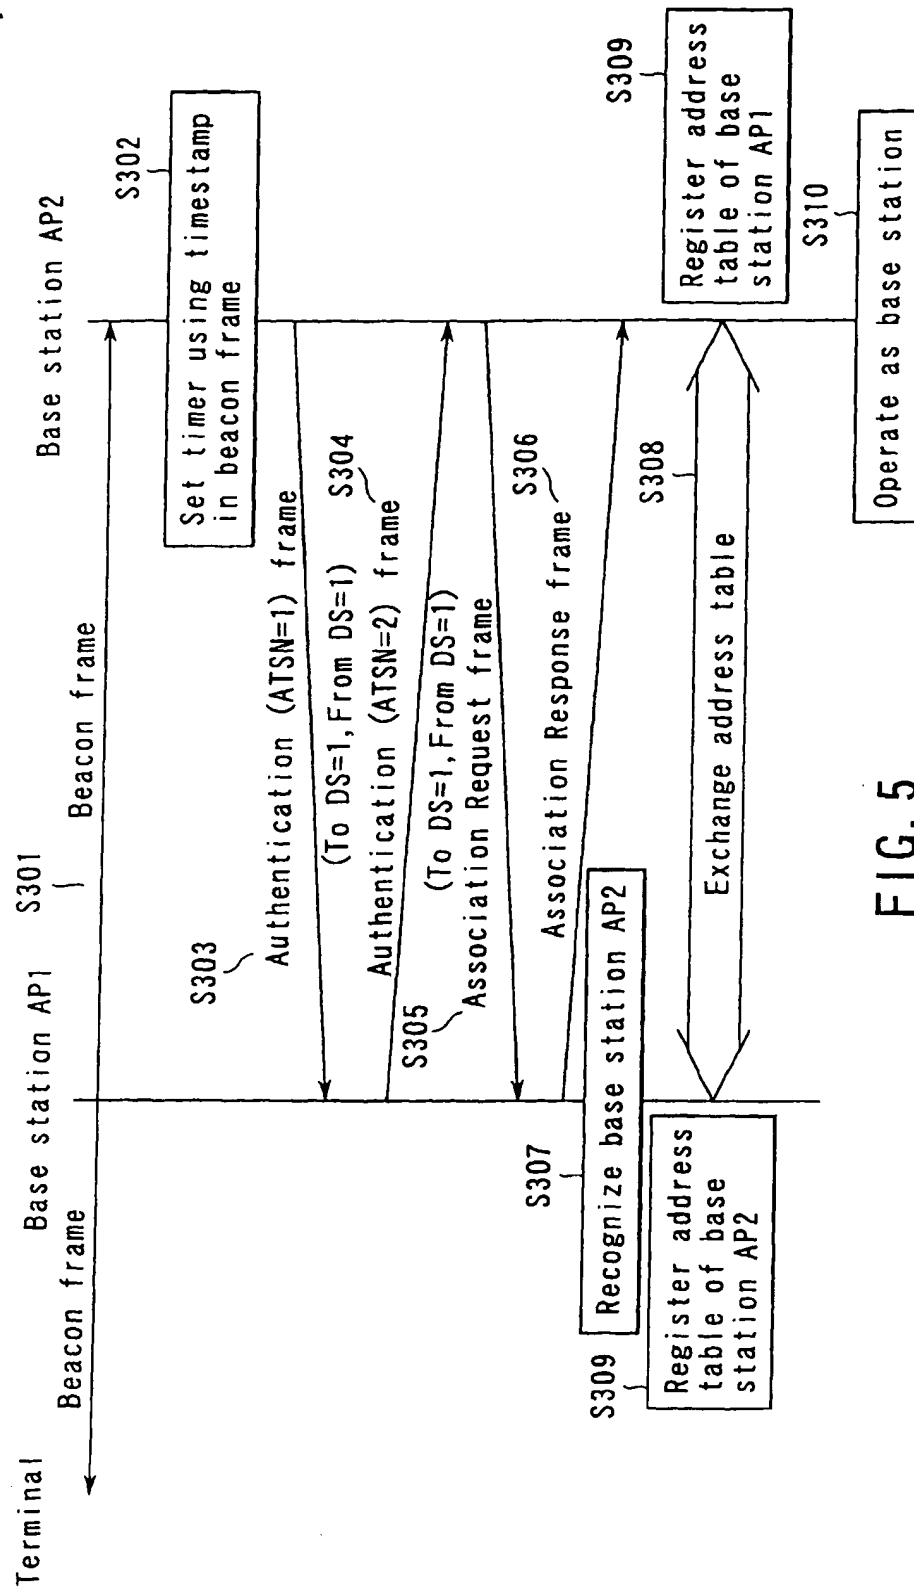 Terminal
Base station AP1
Base station AP2
S301
Beacon frame
Beacon frame
S302
Set timer using timestamp
in beacon frame
S303
Authentication (ATSN=1) frame
(To DS=1,From DS=1)
S304
Authentication (ATSN=2) frame
(To DS=1,From DS=1)
S305
Association Request frame
S306
Association Response frame
S307
Recognize base station AP2
S308
Exchange address table
S309
Register address
table of base
station AP2
S309
Register address
table of base
station AP1
S310
Operate as base station
FIG. 5